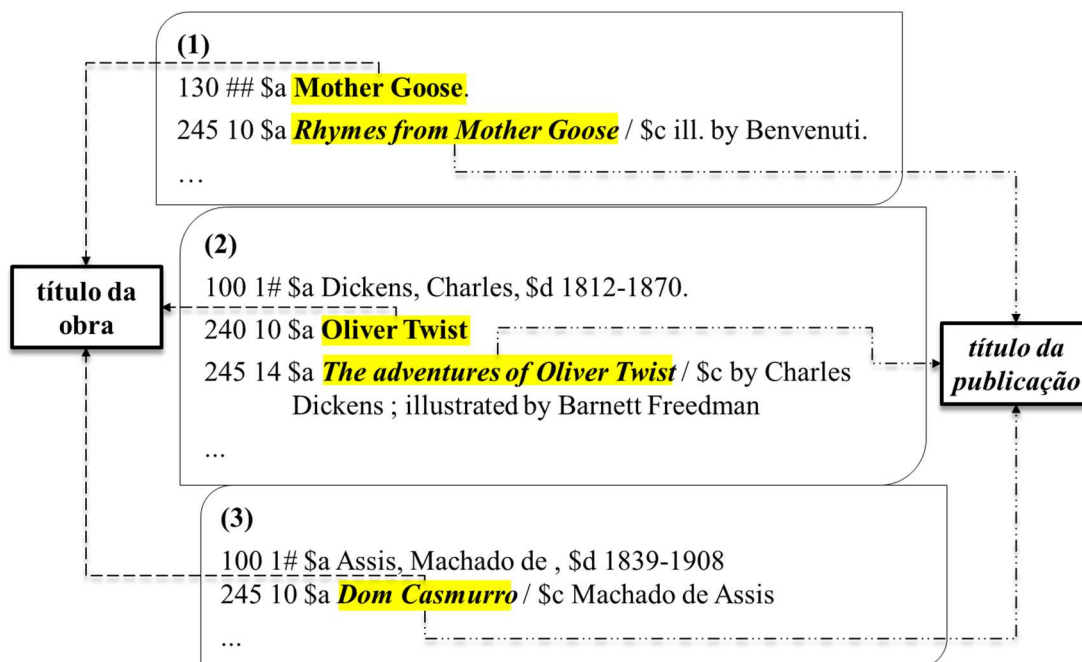 (1)
130 ## $a Mother Goose.
245 10 $a Rhymes from Mother Goose / $c ill. by Benvenuti.
…
(2)
100 1# $a Dickens, Charles, $d 1812-1870.
240 10 $a Oliver Twist
245 14 $a The adventures of Oliver Twist / $c by Charles
Dickens ; illustrated by Barnett Freedman
...
título da
obra
título da
publicação
(3)
100 1# $a Assis, Machado de , $d 1839-1908
245 10 $a Dom Casmurro / $c Machado de Assis
...